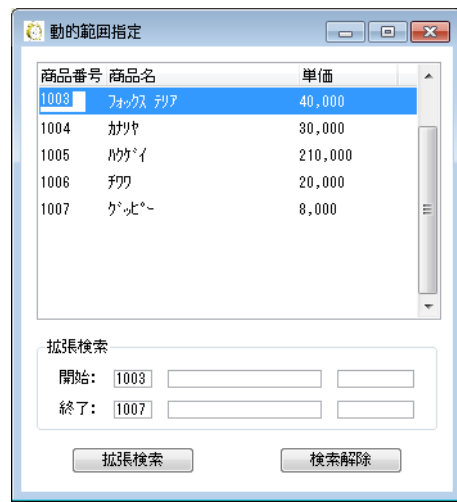 動的範囲指定
商品番号 商品名 単価
1003 ﾌｫｯｸｽ ﾃﾘｱ 40,000
1004 ｶﾅﾘﾔ 30,000
1005 ﾊｸｹﾞｲ 210,000
1006 ﾁﾜﾜ 20,000
1007 ｸﾞｯﾋﾟｰ 8,000
拡張検索
開始: 1003
終了: 1007
拡張検索 検索解除